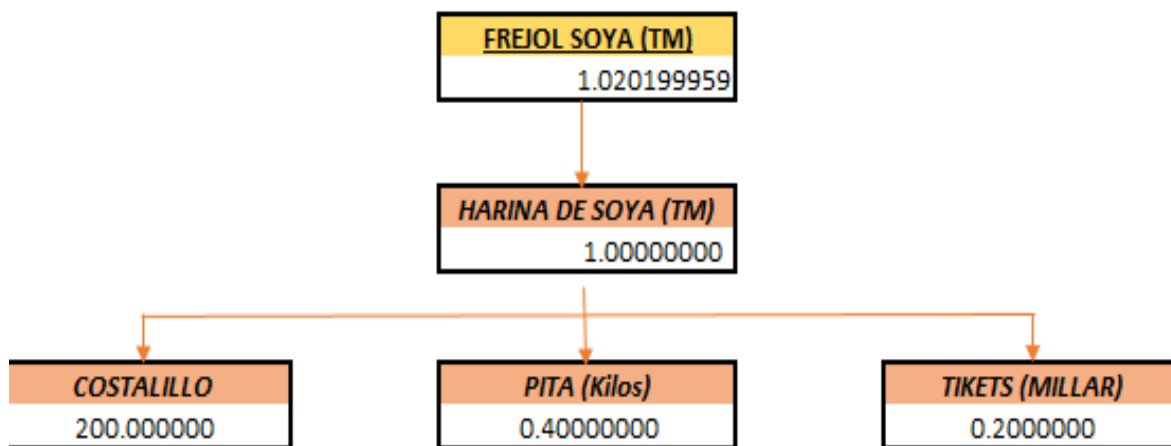 FREJOL SOYA (TM)
1.020199959
HARINA DE SOYA (TM)
1.00000000
COSTALILLO
200.000000
PITA (Kilos)
0.40000000
TIKETS (MILLAR)
0.2000000